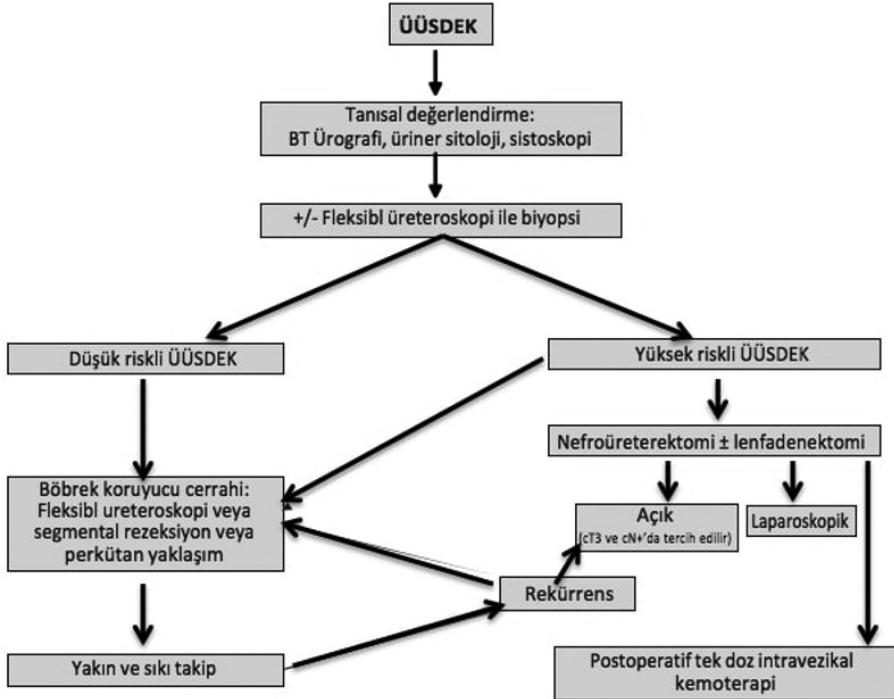 ÜÜSDEK
Tanısal değerlendirme:
BT Ürografi, üriner sitoloji, sistoskopi
+/- Fleksibl üreteroskopi ile biyopsi
Düşük riskli ÜÜSDEK
Yüksek riskli ÜÜSDEK
Nefroüreterektomi ± lenfadenektomi
Böbrek koruyucu cerrahi:
Fleksibl ureteroskopi veya
segmental rezeksiyon veya
perkütan yaklaşım
Açık
(cT3 ve cN+'da tercih edilir)
Laparoskopik
Rekürrens
Yakın ve sıkı takip
Postoperatif tek doz intravezikal
kemoterapi